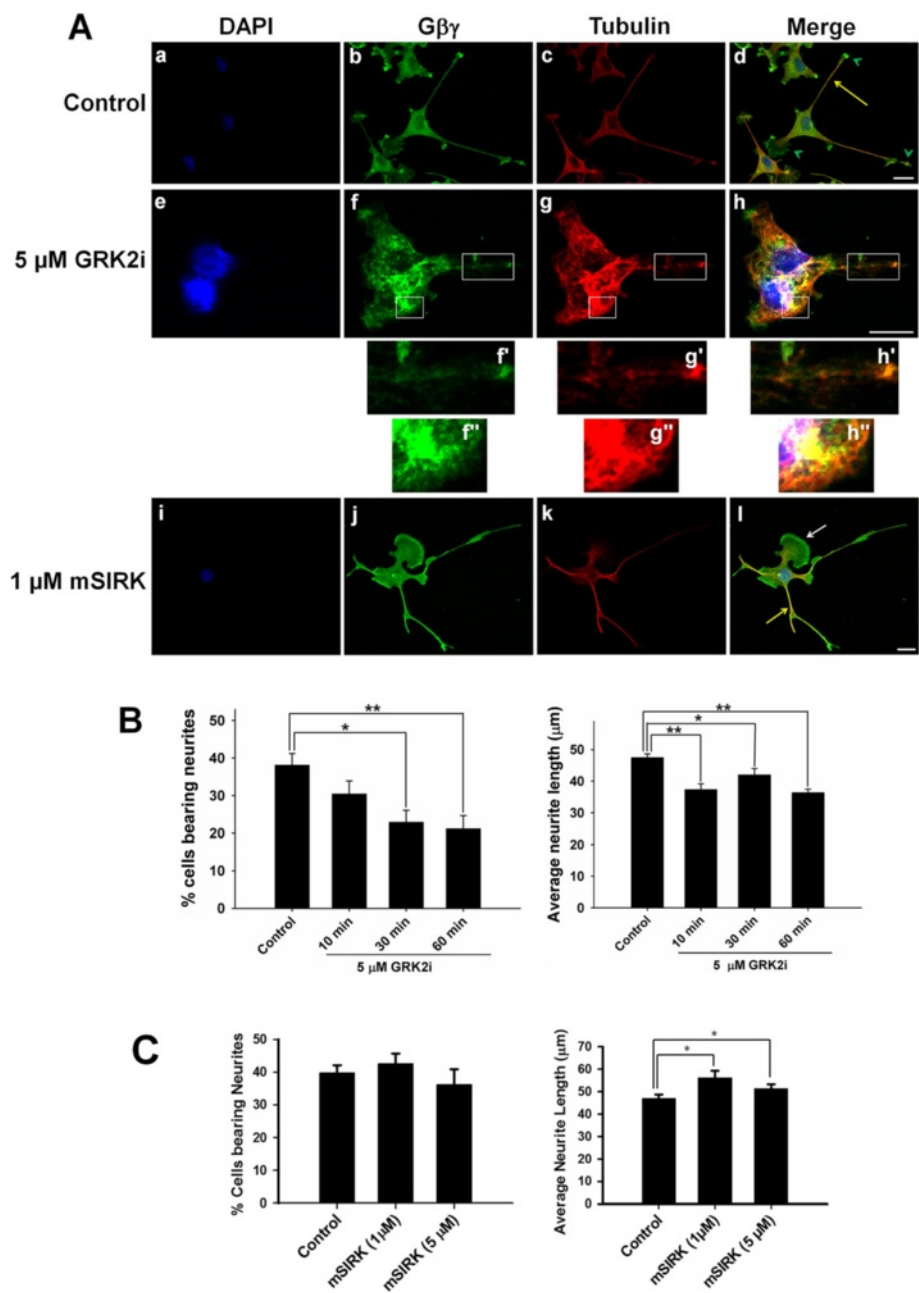 A
DAPI Gβγ Tubulin Merge
Control
a b c d
5 μM GRK2i
e f g h
f' g' h'
f" g" h"
1 μM mSIRK
i j k l
B
% cells bearing neurites
40
30
20
10
0
** 
*
Control 10 min 30 min 60 min
5 μM GRK2i
Average neurite length (μm)
50
40
30
20
10
0
**
*
**
Control 10 min 30 min 60 min
5 μM GRK2i
C
% Cells bearing Neurites
50
40
30
20
10
0
Control mSIRK (1μM) mSIRK (5 μM)
Average Neurite Length (μm)
70
60
50
40
30
20
10
0
*
*
Control mSIRK (1μM) mSIRK (5 μM)